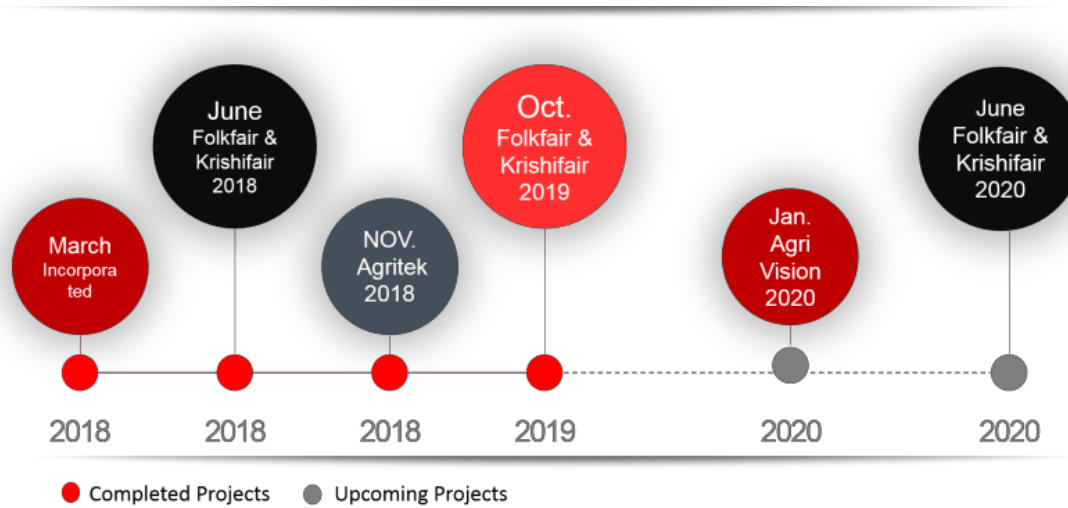 March
Incorpora
ted
June
Folkfair &
Krishifair
2018
NOV.
Agritek
2018
Oct.
Folkfair &
Krishifair
2019
Jan.
Agri
Vision
2020
June
Folkfair &
Krishifair
2020
2018
2018
2018
2019
2020
2020
Completed Projects
Upcoming Projects